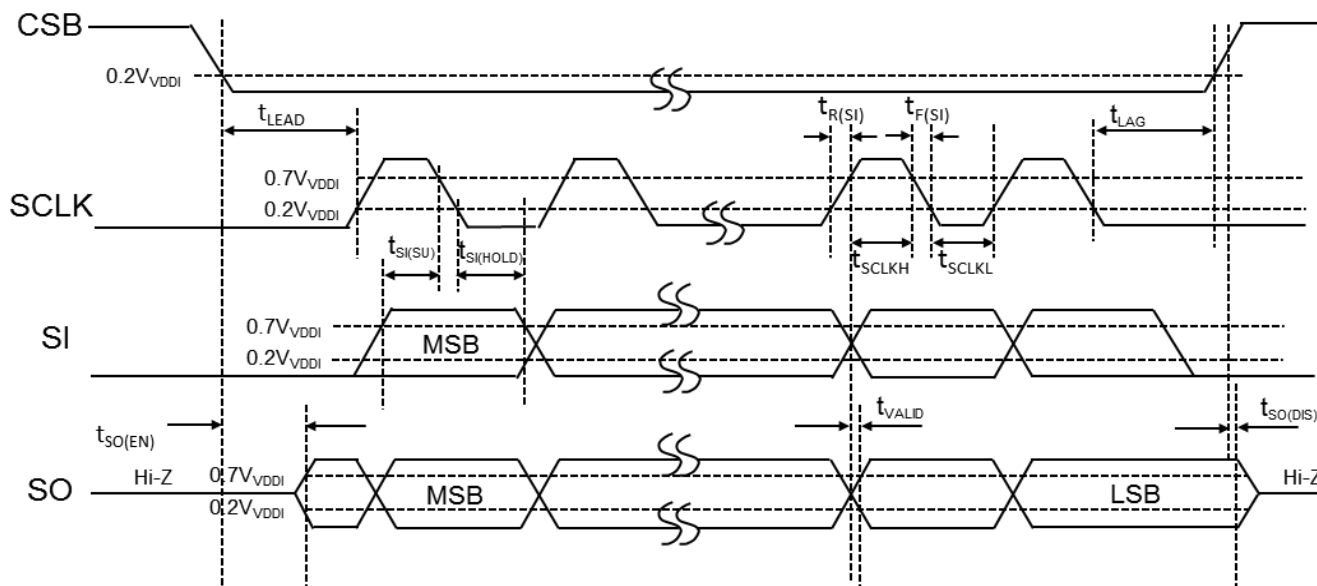 CSB
0.2VVDDI
tLEAD
tR(SI) tF(SI)
tLAG
SCLK
0.7VVDDI
0.2VVDDI
tSI(SU) tSI(HOLD)
tSCLKH tSCLKL
SI
0.7VVDDI
MSB
0.2VVDDI
tSO(EN)
tVALID
tSO(DIS)
SO
Hi-Z
0.7VVDDI
0.2VVDDI
MSB
LSB
Hi-Z